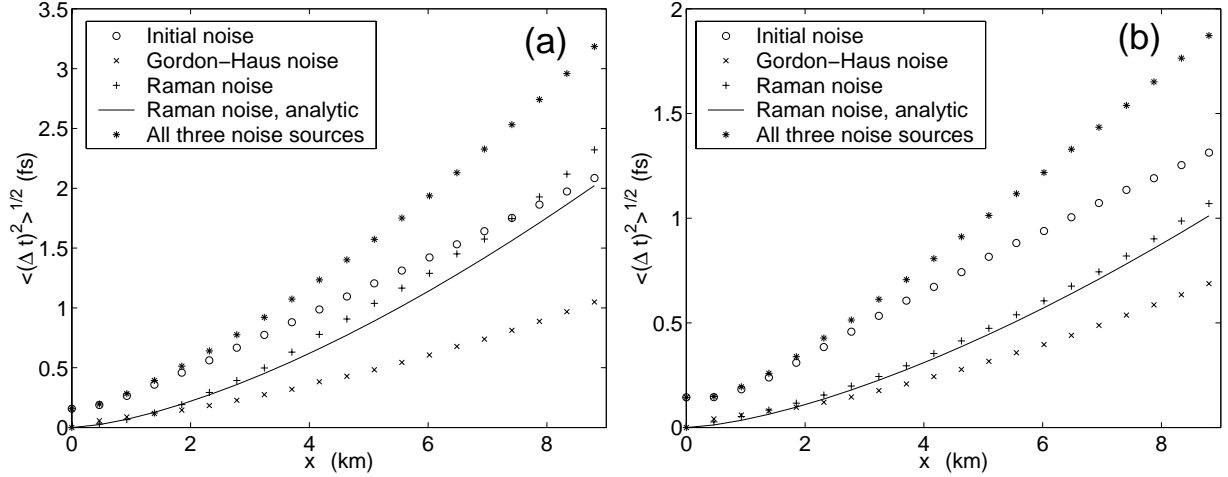 3.5
3
2.5
2
1.5
1
0.5
0
<(Δ t)²>^1/2 (fs)
Initial noise
Gordon−Haus noise
Raman noise
Raman noise, analytic
All three noise sources
(a)
0 2 4 6 8
x (km)
2
1.5
1
0.5
0
<(Δ t)²>^1/2 (fs)
Initial noise
Gordon−Haus noise
Raman noise
Raman noise, analytic
All three noise sources
(b)
0 2 4 6 8
x (km)